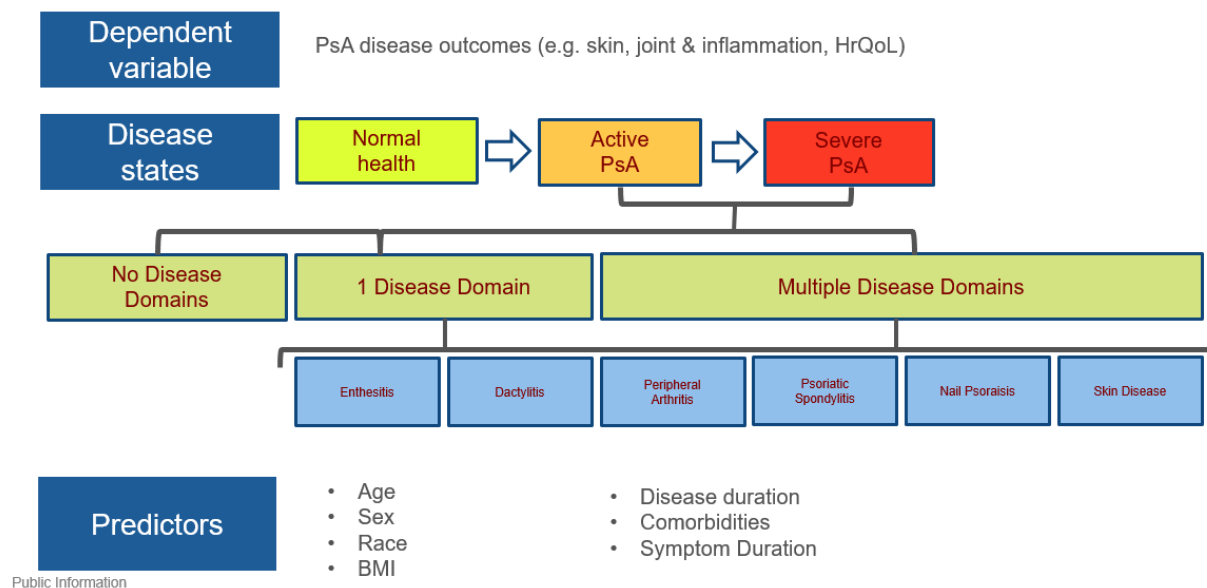 Dependent
variable
PsA disease outcomes (e.g. skin, joint & inflammation, HrQoL)
Disease
states
Normal
health
Active
PsA
Severe
PsA
No Disease
Domains
1 Disease Domain
Multiple Disease Domains
Enthesitis
Dactylitis
Peripheral
Arthritis
Psoriatic
Spondylitis
Nail Psoraisis
Skin Disease
Predictors
• Age
• Sex
• Race
• BMI
• Disease duration
• Comorbidities
• Symptom Duration
Public Information